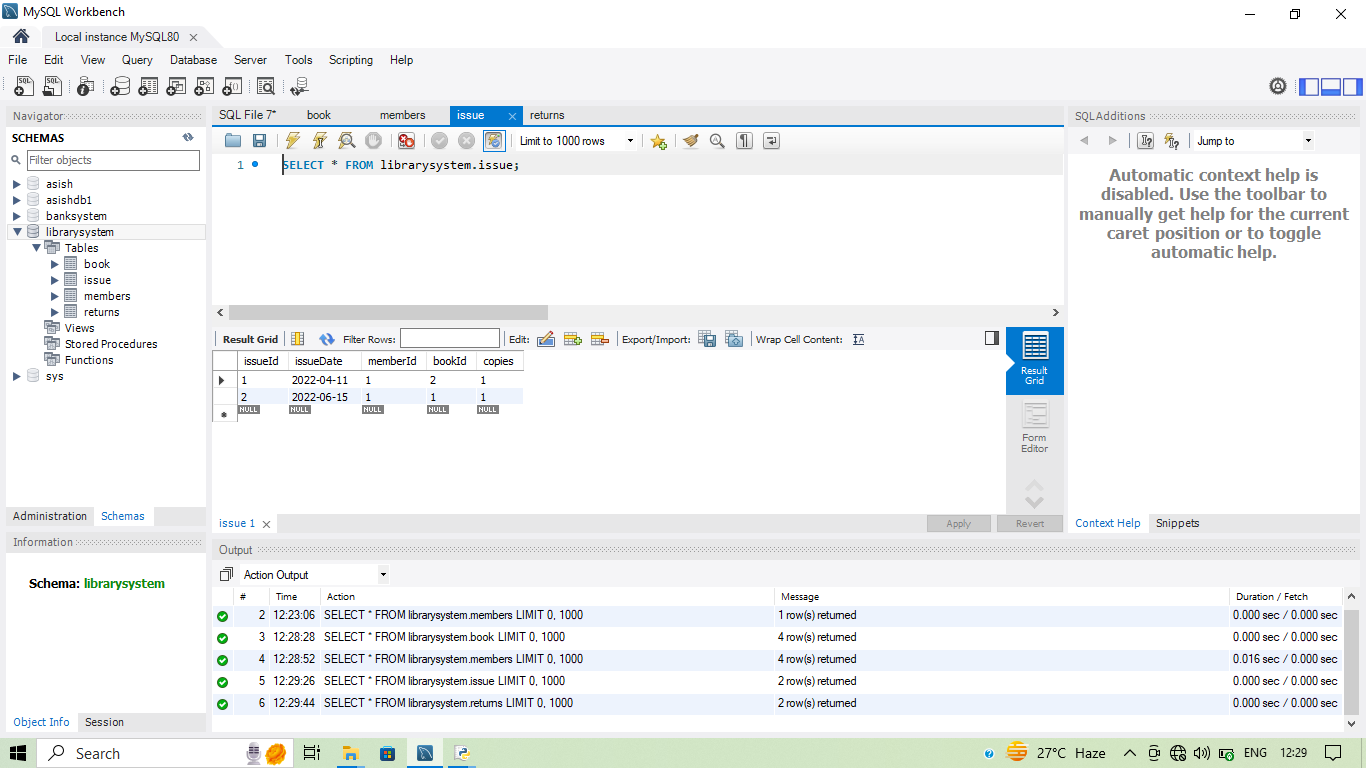 MySQL Workbench
Local instance MySQL80
File Edit View Query Database Server Tools Scripting Help
Navigator
SCHEMAS
Filter objects
asish
asishdb1
banksystem
librarysystem
Tables
book
issue
members
returns
Views
Stored Procedures
Functions
sys
Administration Schemas
Information
Schema: librarysystem
Object Info Session
SQL File 7* book members issue returns
Limit to 1000 rows
1 SELECT * FROM librarysystem.issue;
Result Grid Filter Rows: Edit: Export/Import: Wrap Cell Content:
issueId issueDate memberId bookId copies
1 2022-04-11 1 2 1
2 2022-06-15 1 1 1
NULL NULL NULL NULL NULL
Result
Grid
Form
Editor
issue 1 Apply Revert
SQLAdditions
Jump to
Automatic context help is
disabled. Use the toolbar to
manually get help for the current
caret position or to toggle
automatic help.
Context Help Snippets
Output
Action Output
# Time Action Message Duration / Fetch
2 12:23:06 SELECT * FROM librarysystem.members LIMIT 0, 1000 1 row(s) returned 0.000 sec / 0.000 sec
3 12:28:28 SELECT * FROM librarysystem.book LIMIT 0, 1000 4 row(s) returned 0.000 sec / 0.000 sec
4 12:28:52 SELECT * FROM librarysystem.members LIMIT 0, 1000 4 row(s) returned 0.016 sec / 0.000 sec
5 12:29:26 SELECT * FROM librarysystem.issue LIMIT 0, 1000 2 row(s) returned 0.000 sec / 0.000 sec
6 12:29:44 SELECT * FROM librarysystem.returns LIMIT 0, 1000 2 row(s) returned 0.000 sec / 0.000 sec
Search 27°C Haze ENG 12:29